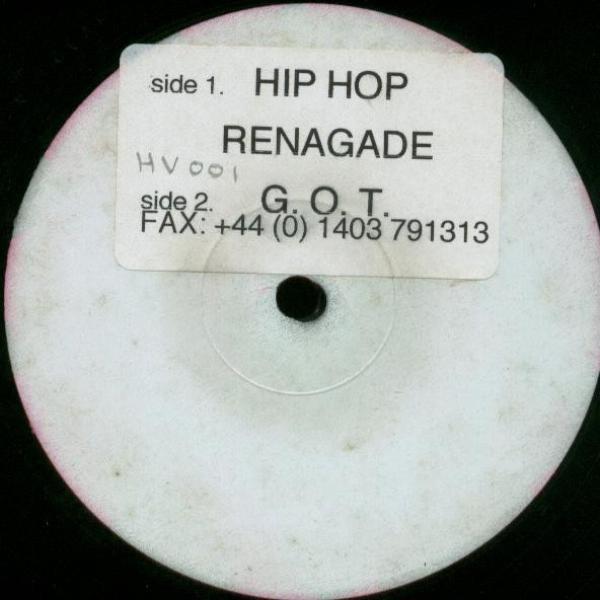 side 1. HIP HOP
RENAGADE
HV001
side 2. G. O. T.
FAX: +44 (0) 1403 791313